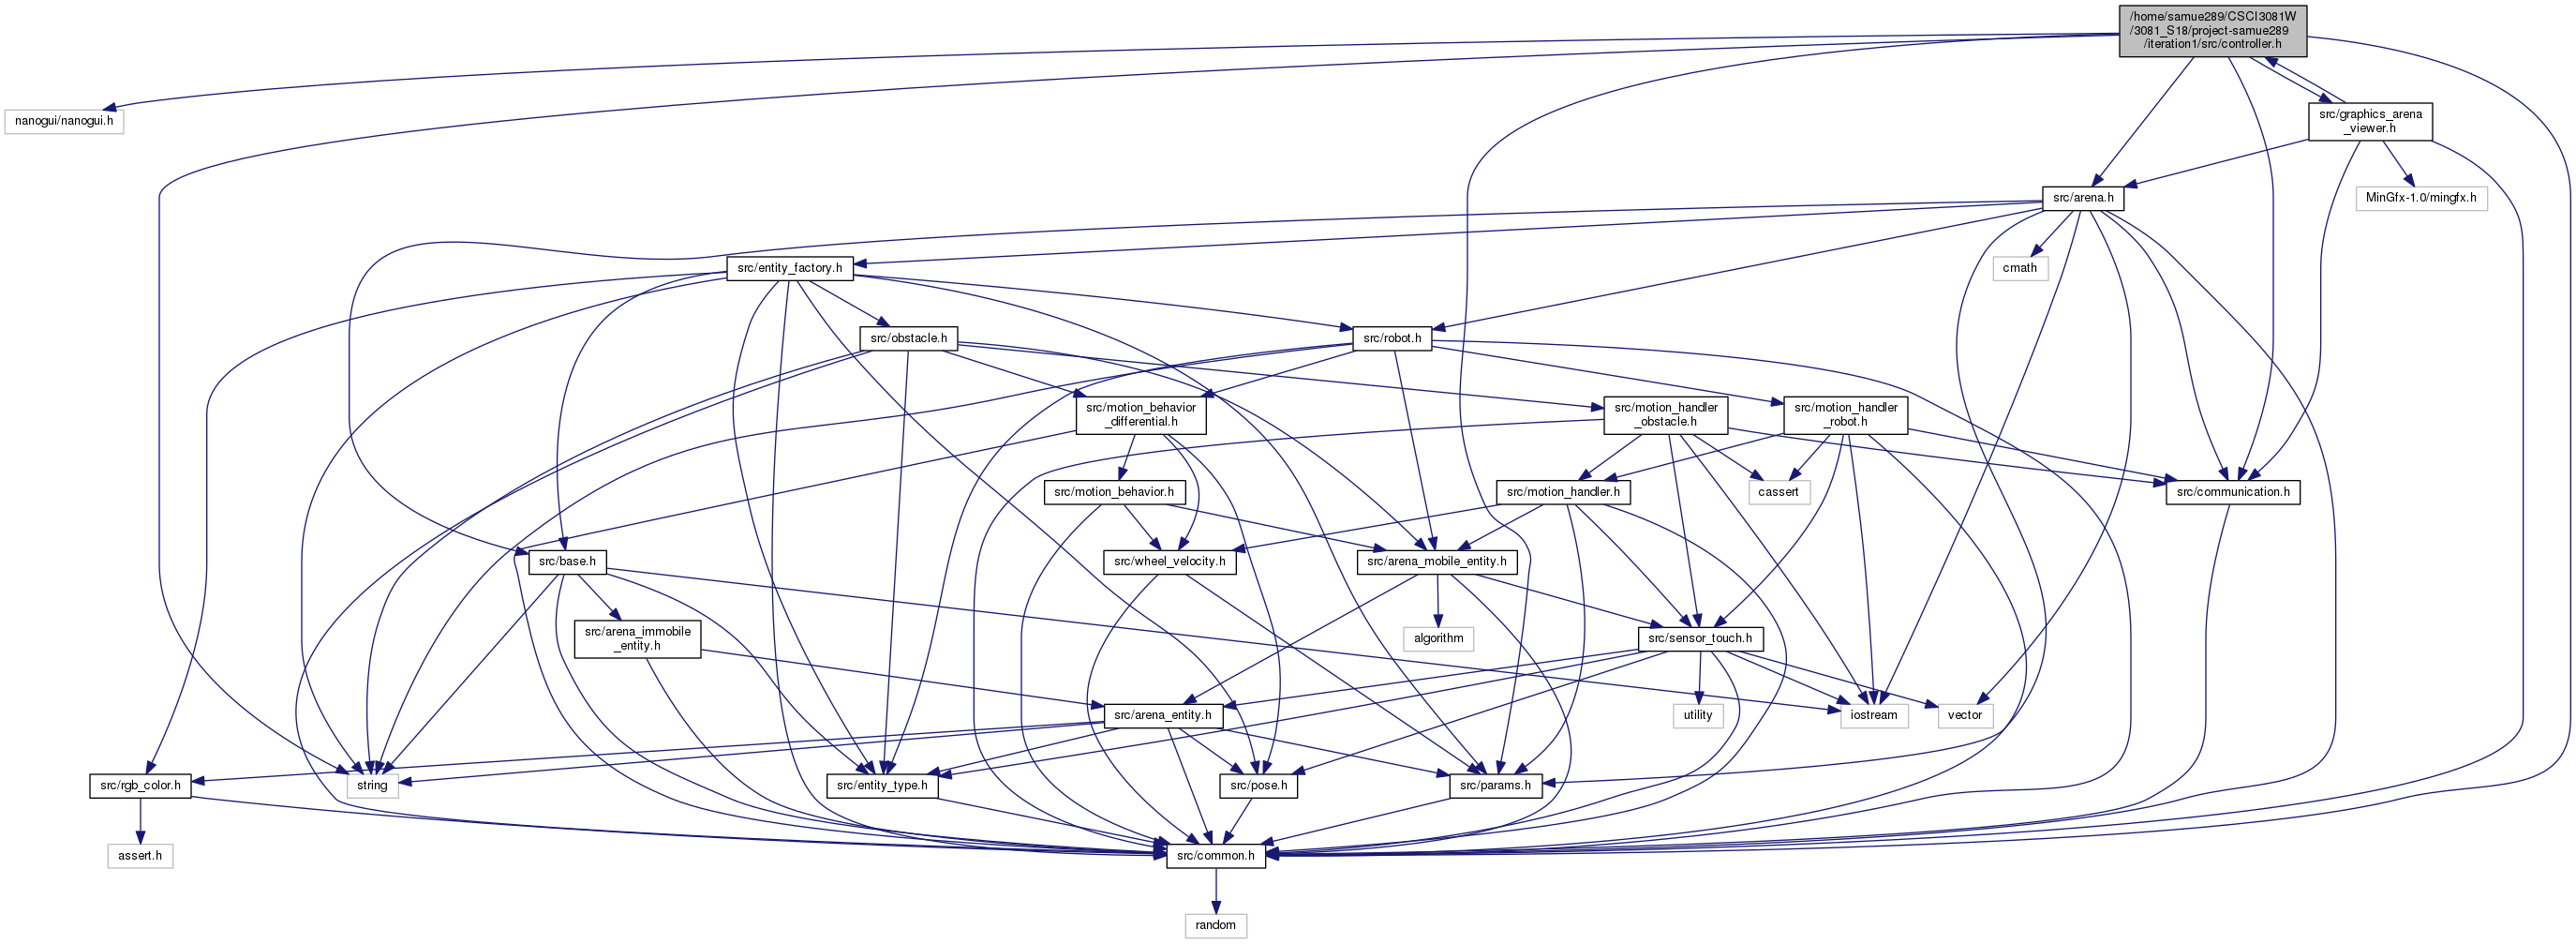 /home/samue289/CSCI3081W
/3081_S18/project-samue289
/iteration1/src/controller.h
nanogui/nanogui.h
src/graphics_arena
_viewer.h
src/arena.h
MinGfx-1.0/mingfx.h
src/entity_factory.h
cmath
src/obstacle.h
src/robot.h
src/motion_behavior
_differential.h
src/motion_handler
_obstacle.h
src/motion_handler
_robot.h
src/motion_behavior.h
src/motion_handler.h
cassert
src/communication.h
src/base.h
src/wheel_velocity.h
src/arena_mobile_entity.h
src/arena_immobile
_entity.h
algorithm
src/sensor_touch.h
src/arena_entity.h
utility
iostream
vector
src/rgb_color.h
string
src/entity_type.h
src/pose.h
src/params.h
assert.h
src/common.h
random